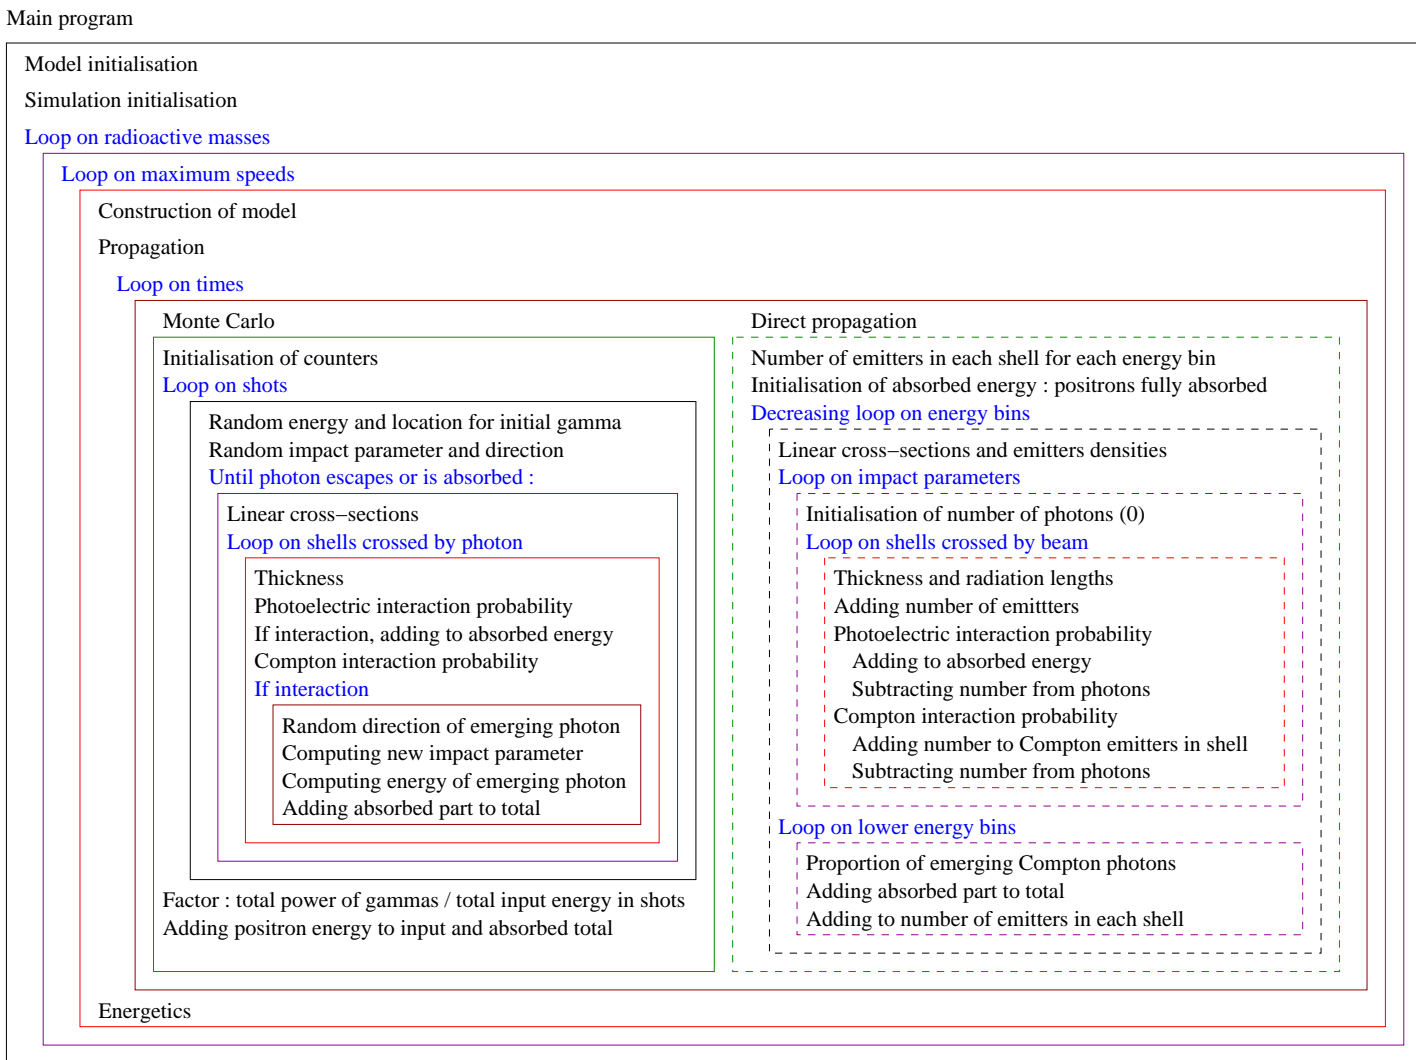 Main program
Model initialisation
Simulation initialisation
Loop on radioactive masses
Loop on maximum speeds
Construction of model
Propagation
Loop on times
Monte Carlo
Initialisation of counters
Loop on shots
Random energy and location for initial gamma
Random impact parameter and direction
Until photon escapes or is absorbed :
Linear cross−sections
Loop on shells crossed by photon
Thickness
Photoelectric interaction probability
If interaction, adding to absorbed energy
Compton interaction probability
If interaction
Random direction of emerging photon
Computing new impact parameter
Computing energy of emerging photon
Adding absorbed part to total
Factor : total power of gammas / total input energy in shots
Adding positron energy to input and absorbed total
Direct propagation
Number of emitters in each shell for each energy bin
Initialisation of absorbed energy : positrons fully absorbed
Decreasing loop on energy bins
Linear cross−sections and emitters densities
Loop on impact parameters
Initialisation of number of photons (0)
Loop on shells crossed by beam
Thickness and radiation lengths
Adding number of emittters
Photoelectric interaction probability
Adding to absorbed energy
Subtracting number from photons
Compton interaction probability
Adding number to Compton emitters in shell
Subtracting number from photons
Loop on lower energy bins
Proportion of emerging Compton photons
Adding absorbed part to total
Adding to number of emitters in each shell
Energetics